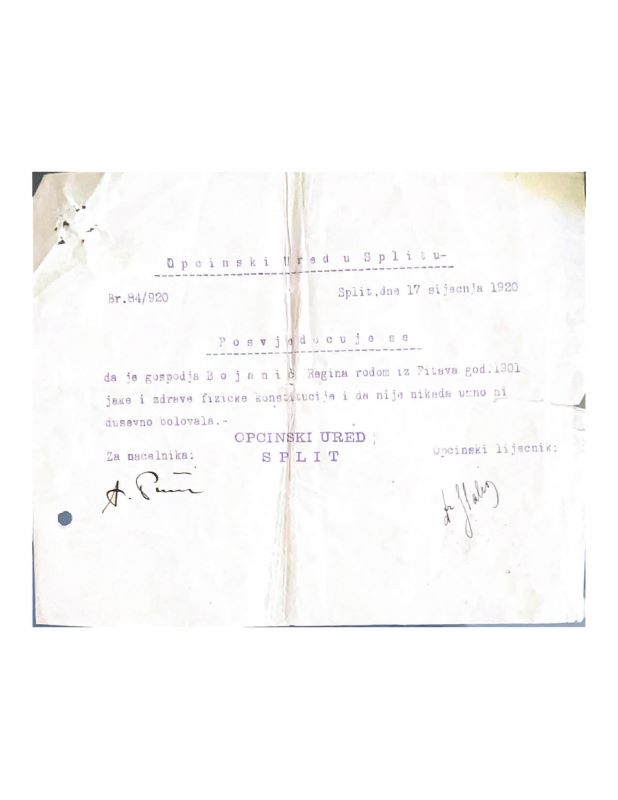 Opcinski Ured u Splitu-
Br.84/920
Split,dne 17 sijecnja 1920
Posvjedocuje se
da je gospodja Bojanić Regina rodom iz Fitava god.1901
jake i zdrave fizicke konstitucije i da nije nikada umno ni
dusevno bolovala.-
OPCINSKI URED
SPLIT
Za nacelnika:
Opcinski lijecnik: